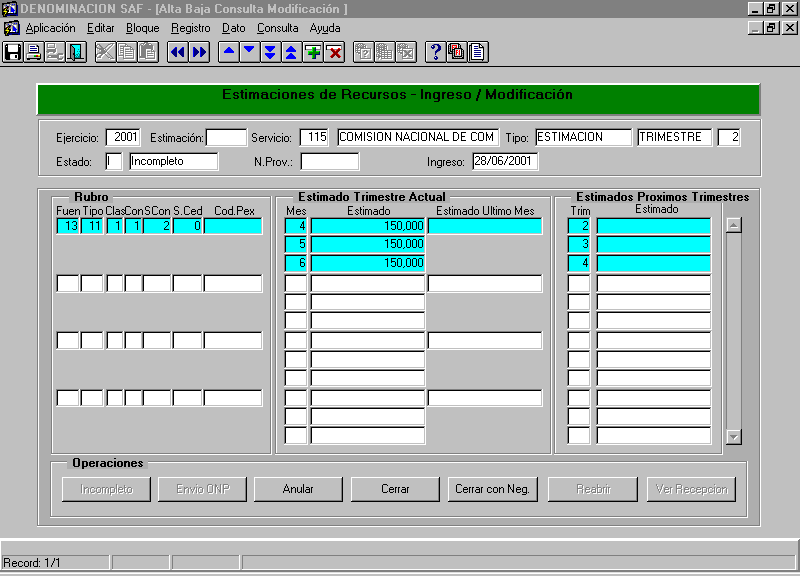 DENOMINACION SAF - [Alta Baja Consulta Modificación ]
Aplicación Editar Bloque Registro Dato Consulta Ayuda
Estimaciones de Recursos - Ingreso / Modificación
Ejercicio: 2001 Estimación: Servicio: 115 COMISION NACIONAL DE COM Tipo: ESTIMACION TRIMESTRE 2
Estado: I Incompleto N.Prov.: Ingreso: 28/06/2001
Rubro Estimado Trimestre Actual Estimados Proximos Trimestres
Fuen Tipo Clas Con SCon S.Ced Cod.Pex Mes Estimado Estimado Ultimo Mes Trim Estimado
13 11 1 1 2 0 4 150,000 2
5 150,000 3
6 150,000 4
Operaciones
Incompleto Envio ONP Anular Cerrar Cerrar con Neg. Reabrir Ver Recepcion
Record: 1/1